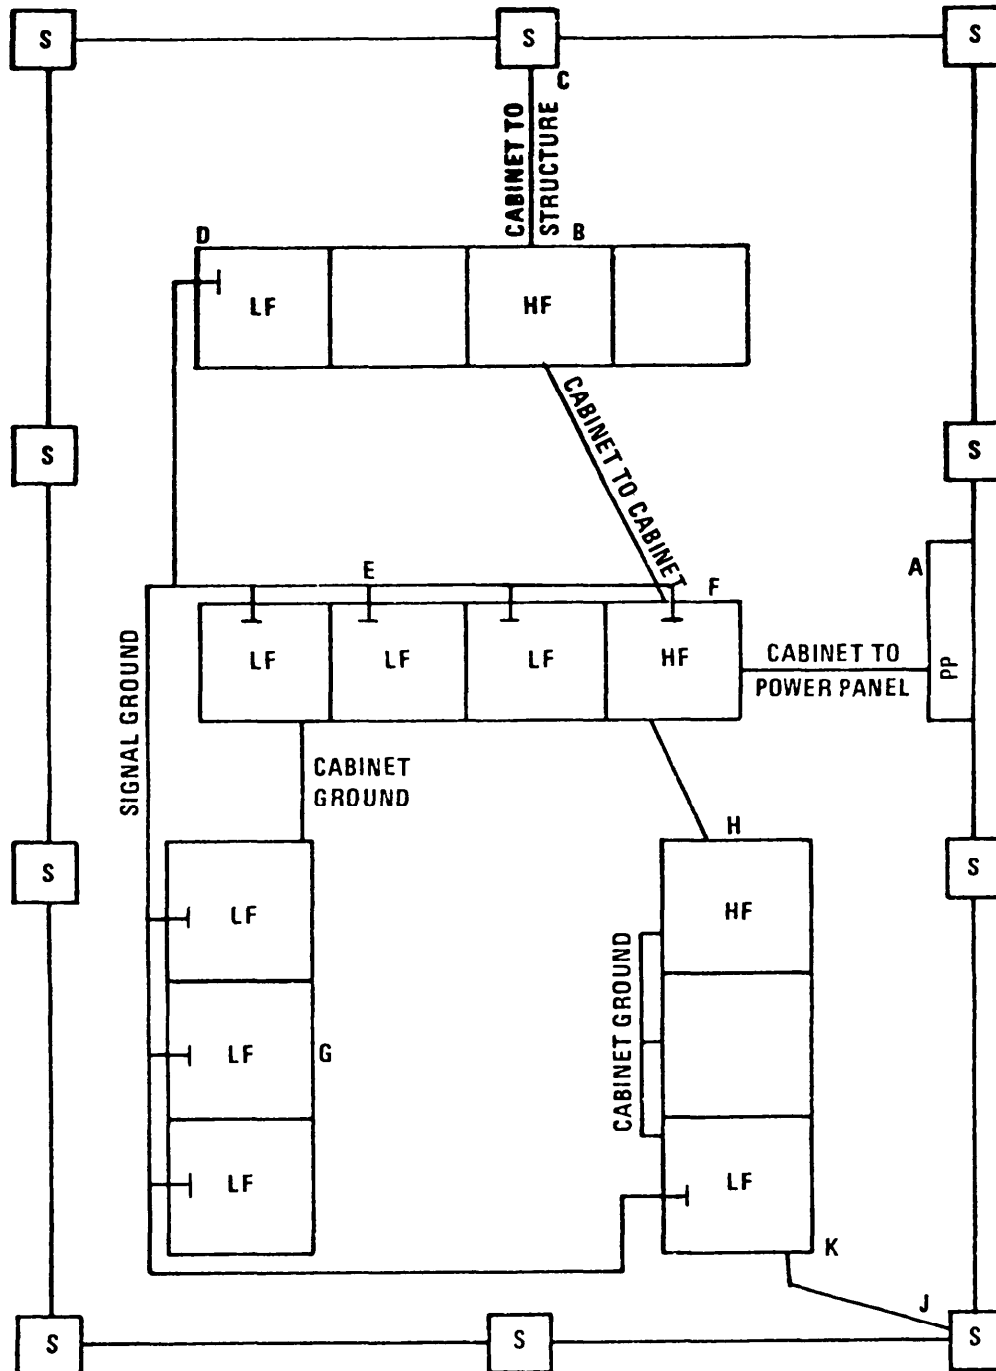 S
S
S
C
CABINET TO
STRUCTURE
D
B
LF
HF
CABINET TO CABINET
S
S
A
E
F
LF
LF
LF
HF
CABINET TO
POWER PANEL
PP
SIGNAL GROUND
CABINET
GROUND
H
S
S
LF
HF
CABINET GROUND
LF
G
LF
LF
K
J
S
S
S